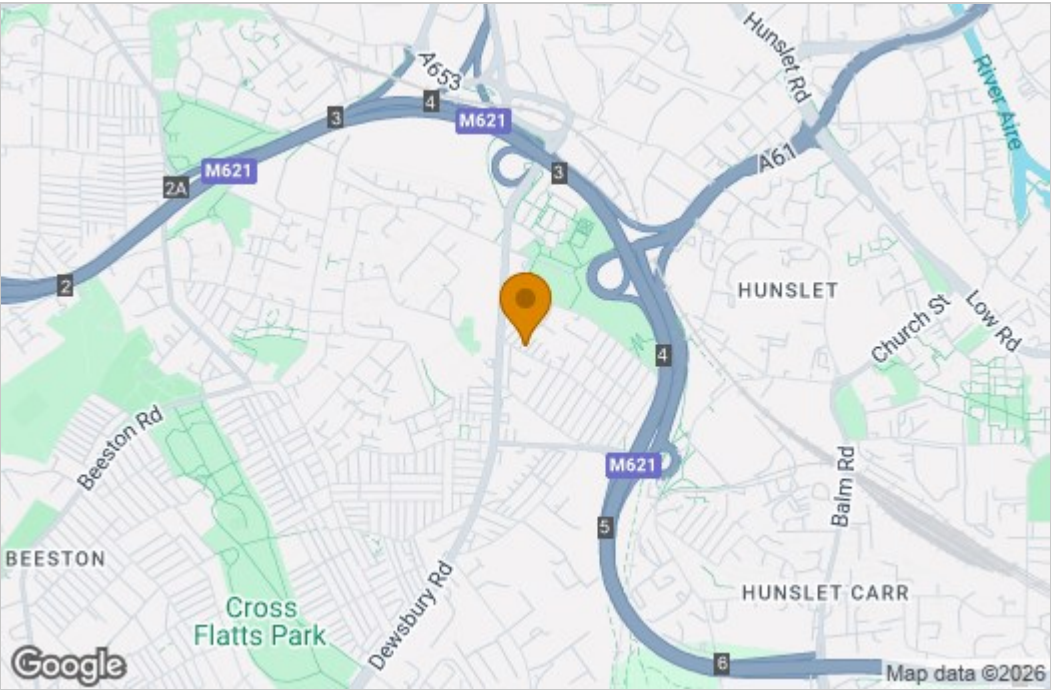 A653
Hunslet Rd
River Aire
4
3
M621
M621
A61
3
2A
2
HUNSLET
Low Rd
Church St
4
Beeston Rd
M621
Balm Rd
5
BEESTON
HUNSLET CARR
Cross
Flatts Park
Dewsbury Rd
6
Google
Map data ©2026